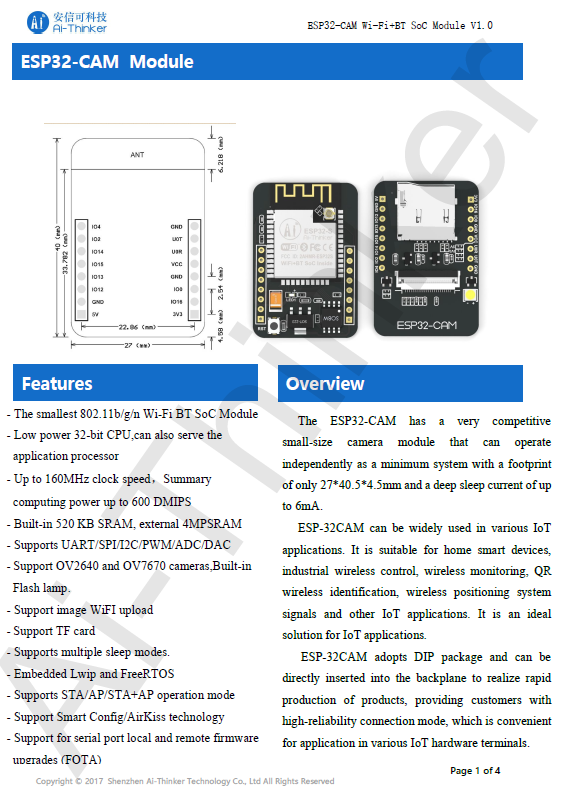 安信可科技
Ai-Thinker
ESP32-CAM Wi-Fi+BT SoC Module V1.0
ESP32-CAM Module
ANT
6.218 (mm)
40 (mm)
33.782 (mm)
IO4 GND
IO2 U0T
IO14 U0R
IO15 VCC
IO13 GND
IO12 IO0
GND IO16
5V 3V3
2.54 (mm)
22.86 (mm)
4.58 (mm)
27 (mm)
ESP32-S
Ai-Thinker
RST
ESP32-CAM
Features
- The smallest 802.11b/g/n Wi-Fi BT SoC Module
- Low power 32-bit CPU,can also serve the
application processor
- Up to 160MHz clock speed，Summary
computing power up to 600 DMIPS
- Built-in 520 KB SRAM, external 4MPSRAM
- Supports UART/SPI/I2C/PWM/ADC/DAC
- Support OV2640 and OV7670 cameras,Built-in
Flash lamp.
- Support image WiFI upload
- Support TF card
- Supports multiple sleep modes.
- Embedded Lwip and FreeRTOS
- Supports STA/AP/STA+AP operation mode
- Support Smart Config/AirKiss technology
- Support for serial port local and remote firmware
upgrades (FOTA)
Overview
The ESP32-CAM has a very competitive
small-size camera module that can operate
independently as a minimum system with a footprint
of only 27*40.5*4.5mm and a deep sleep current of up
to 6mA.
ESP-32CAM can be widely used in various IoT
applications. It is suitable for home smart devices,
industrial wireless control, wireless monitoring, QR
wireless identification, wireless positioning system
signals and other IoT applications. It is an ideal
solution for IoT applications.
ESP-32CAM adopts DIP package and can be
directly inserted into the backplane to realize rapid
production of products, providing customers with
high-reliability connection mode, which is convenient
for application in various IoT hardware terminals.
Page 1 of 4
Copyright © 2017 Shenzhen Ai-Thinker Technology Co., Ltd All Rights Reserved
Ai-Thinker